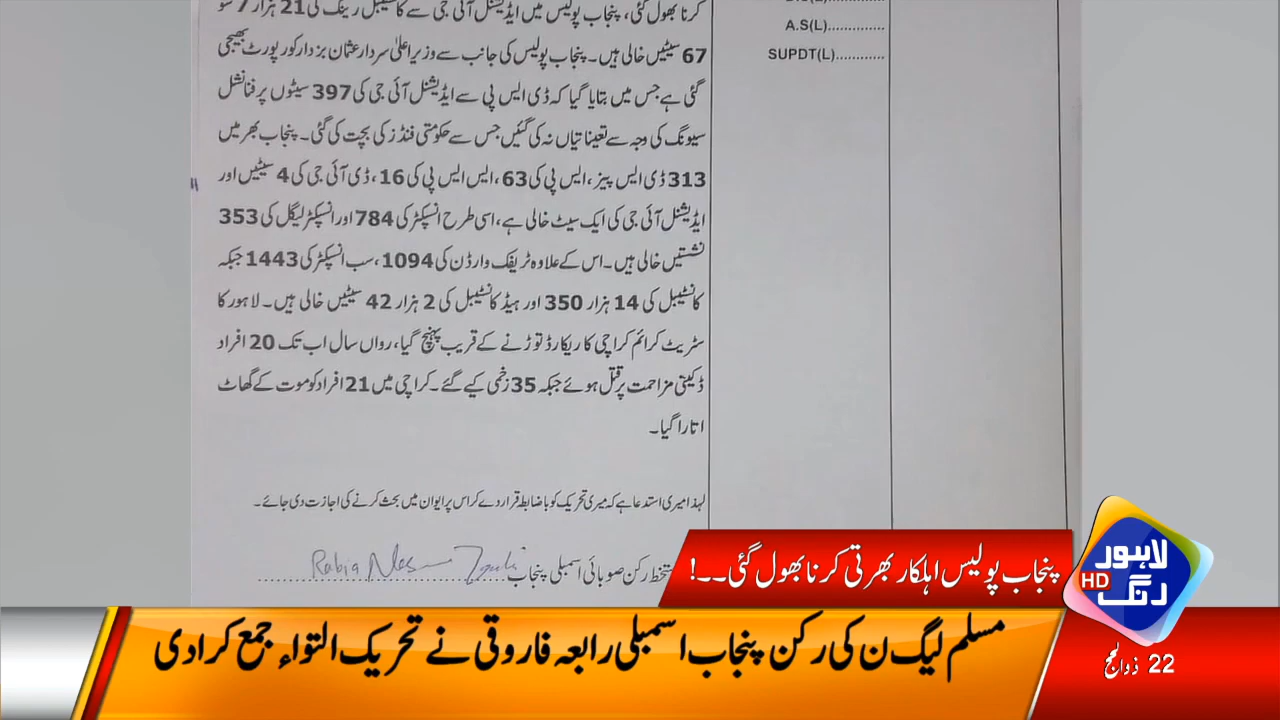 کرنا بھول گئی، پنجاب پولیس میں ایڈیشنل آئی جی سے کانسٹیبل رینک کی 21 ہزار 7 سو
67 سیٹیں خالی ہیں۔ پنجاب پولیس کی جانب سے وزیراعلیٰ سردار عثمان بزدار کو رپورٹ بھیجی
گئی ہے جس میں بتایا گیا کہ ڈی ایس پی سے ایڈیشنل آئی جی کی 397 سیٹوں پر فنانشل
سیونگ کی وجہ سے تعیناتیاں نہ کی گئیں جس سے حکومتی فنڈز کی بچت کی گئی۔ پنجاب بھر میں
313 ڈی ایس پیز، ایس پی کی 63، ایس ایس پی کی 16، ڈی آئی جی کی 4 سیٹیں اور
ایڈیشنل آئی جی کی ایک سیٹ خالی ہے، اسی طرح انسپکٹر کی 784 اور انسپکٹر لیگل کی 353
نشستیں خالی ہیں۔ اس کے علاوہ ٹریفک وارڈن کی 1094، سب انسپکٹر کی 1443 جبکہ
کانسٹیبل کی 14 ہزار 350 اور ہیڈ کانسٹیبل کی 2 ہزار 42 سیٹیں خالی ہیں۔ لاہور کا
سٹریٹ کرائم کراچی کا ریکارڈ توڑنے کے قریب پہنچ گیا، رواں سال اب تک 20 افراد
ڈکیتی مزاحمت پر قتل ہوئے جبکہ 35 زخمی کیے گئے۔ کراچی میں 21 افراد کو موت کے گھاٹ
اتارا گیا۔
لہذا میری استدعا ہے کہ میری تحریک کو باضابطہ قرار دے کر اس پر ایوان میں بحث کرنے کی اجازت دی جائے۔
دستخط رکن صوبائی اسمبلی پنجاب Rabia
A.S(L)..............
SUPDT(L)............
پنجاب پولیس اہلکار بھرتی کرنا بھول گئی۔۔!
لاہور
رنگ HD
مسلم لیگ ن کی رکن پنجاب اسمبلی رابعہ فاروقی نے تحریک التواء جمع کرا دی
22 ذوالحج